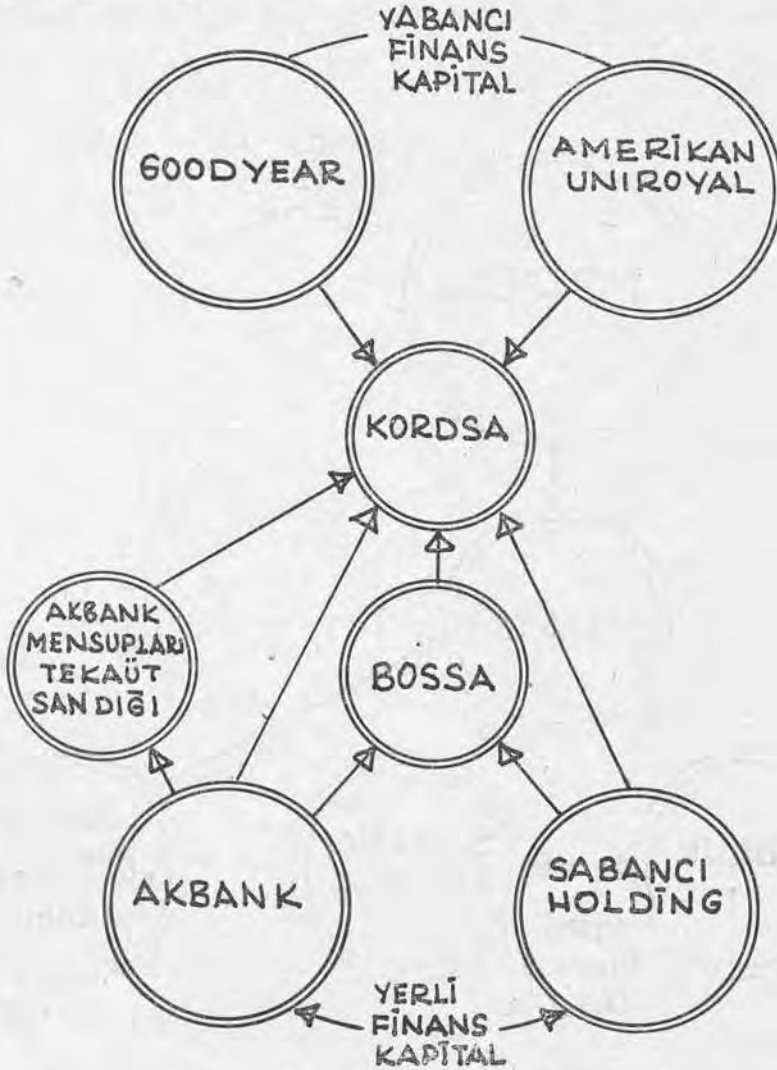 YABANCI
FİNANS
KAPİTAL
GOODYEAR
AMERİKAN
UNIROYAL
KORDSA
AKBANK
MENSUPLARI
TEKAÜT
SANDIĞI
BOSSA
AKBANK
SABANCI
HOLDİNG
YERLİ
FİNANS
KAPİTAL